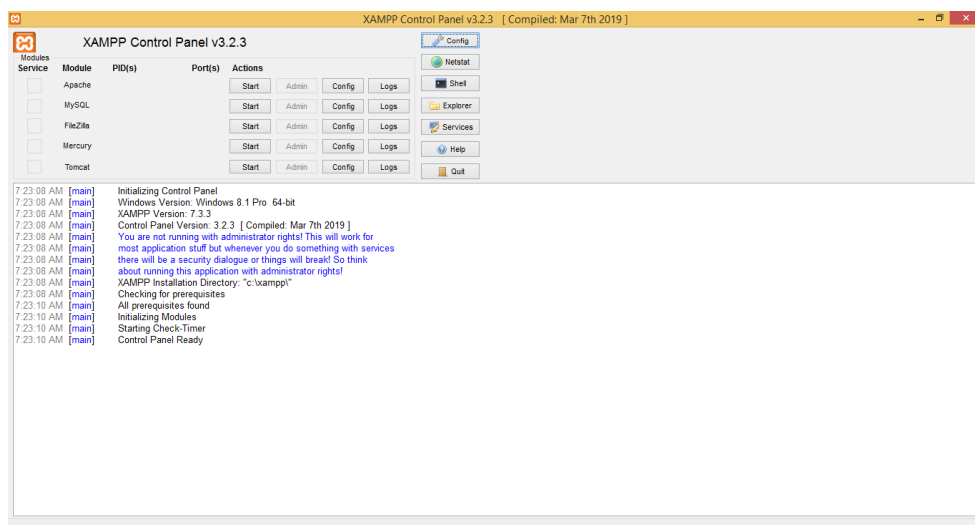 XAMPP Control Panel v3.2.3 [ Compiled: Mar 7th 2019 ]
XAMPP Control Panel v3.2.3
Config
Modules
Service Module PID(s) Port(s) Actions
Netstat
Apache Start Admin Config Logs
Shell
MySQL Start Admin Config Logs
Explorer
FileZilla Start Admin Config Logs
Services
Mercury Start Admin Config Logs
Help
Tomcat Start Admin Config Logs
Quit
7:23:08 AM [main] Initializing Control Panel
7:23:08 AM [main] Windows Version: Windows 8.1 Pro 64-bit
7:23:08 AM [main] XAMPP Version: 7.3.3
7:23:08 AM [main] Control Panel Version: 3.2.3 [ Compiled: Mar 7th 2019 ]
7:23:08 AM [main] You are not running with administrator rights! This will work for
7:23:08 AM [main] most application stuff but whenever you do something with services
7:23:08 AM [main] there will be a security dialogue or things will break! So think
7:23:08 AM [main] about running this application with administrator rights!
7:23:08 AM [main] XAMPP Installation Directory: "c:\xampp\"
7:23:08 AM [main] Checking for prerequisites
7:23:10 AM [main] All prerequisites found
7:23:10 AM [main] Initializing Modules
7:23:10 AM [main] Starting Check-Timer
7:23:10 AM [main] Control Panel Ready